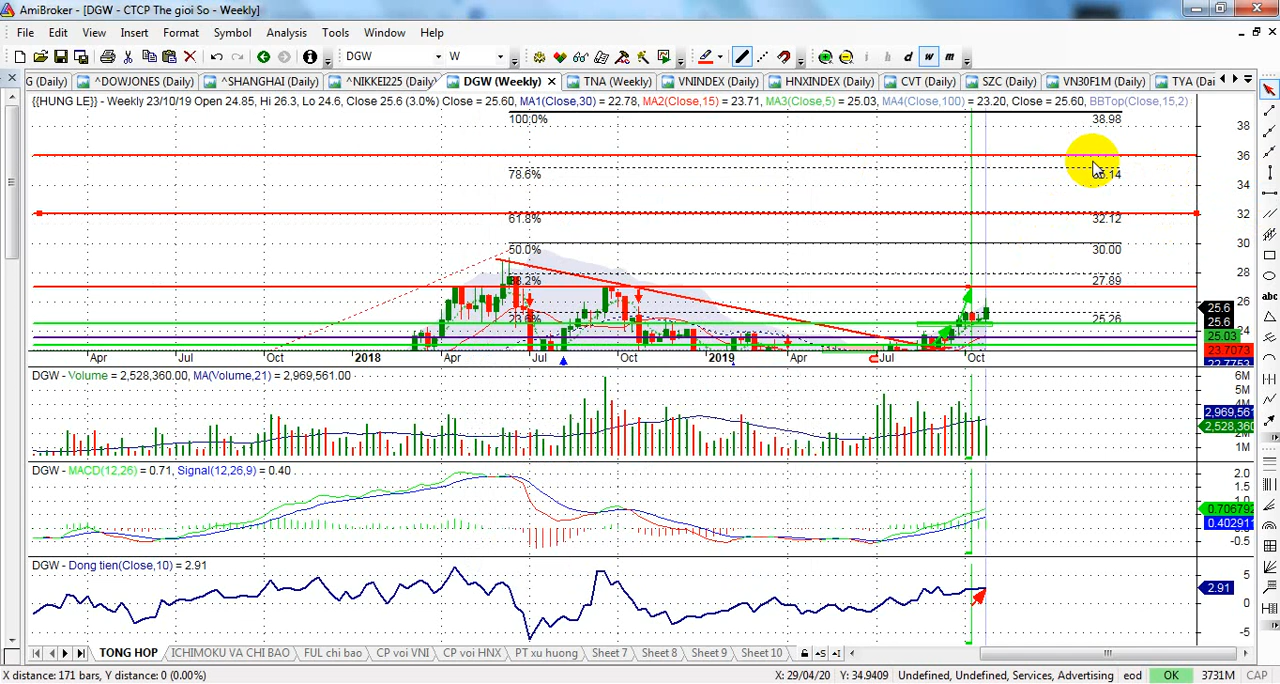 AmiBroker - [DGW - CTCP The gioi So - Weekly]
File Edit View Insert Format Symbol Analysis Tools Window Help
DGW W i h d w m
G (Daily) ^DOWJONES (Daily) ^SHANGHAI (Daily) ^NIKKEI225 (Daily) DGW (Weekly) TNA (Weekly) VNINDEX (Daily) HNXINDEX (Daily) CVT (Daily) SZC (Daily) VN30F1M (Daily) TYA (Dai
{{HUNG LE}} - Weekly 23/10/19 Open 24.85, Hi 26.3, Lo 24.6, Close 25.6 (3.0%) Close = 25.60, MA1(Close,30) = 22.78, MA2(Close,15) = 23.71, MA3(Close,5) = 25.03, MA4(Close,100) = 23.20, Close = 25.60, BBTop(Close,15,2)
100.0% 38.98
38
36
78.6% .14
34
61.8% 32.12
32
50.0% 30.00
30
28
38.2% 27.89
26
25.6
25.6
25.26
24
25.03
23.7073
Apr Jul Oct 2018 Apr Jul Oct 2019 Apr Jul Oct
abc
DGW - Volume = 2,528,360.00, MA(Volume,21) = 2,969,561.00
6M
5M
4M
2,969,561
2,528,360
1M
DGW - MACD(12,26) = 0.71, Signal(12,26,9) = 0.40
2.0
1.5
1.0
0.706792
0.402911
-0.5
DGW - Dong tien(Close,10) = 2.91
5
2.91
0
-5
TONG HOP ICHIMOKU VA CHI BAO FUL chi bao CP voi VNI CP voi HNX PT xu huong Sheet 7 Sheet 8 Sheet 9 Sheet 10
X distance: 171 bars, Y distance: 0 (0.00%) X: 29/04/20 Y: 34.9409 Undefined, Undefined, Services, Advertising eod OK 3731M CAP